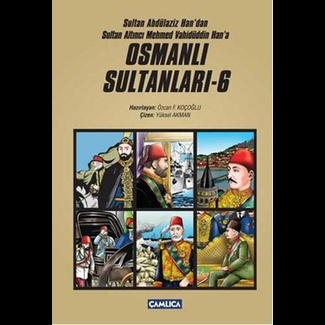 Sultan Abdülaziz Han'dan
Sultan Altıncı Mehmed Vahidüddin Han'a
OSMANLI
SULTANLARI-6
Hazırlayan: Özcan F. KOÇOĞLU
Çizen: Yüksel AKMAN
ÇAMLICA